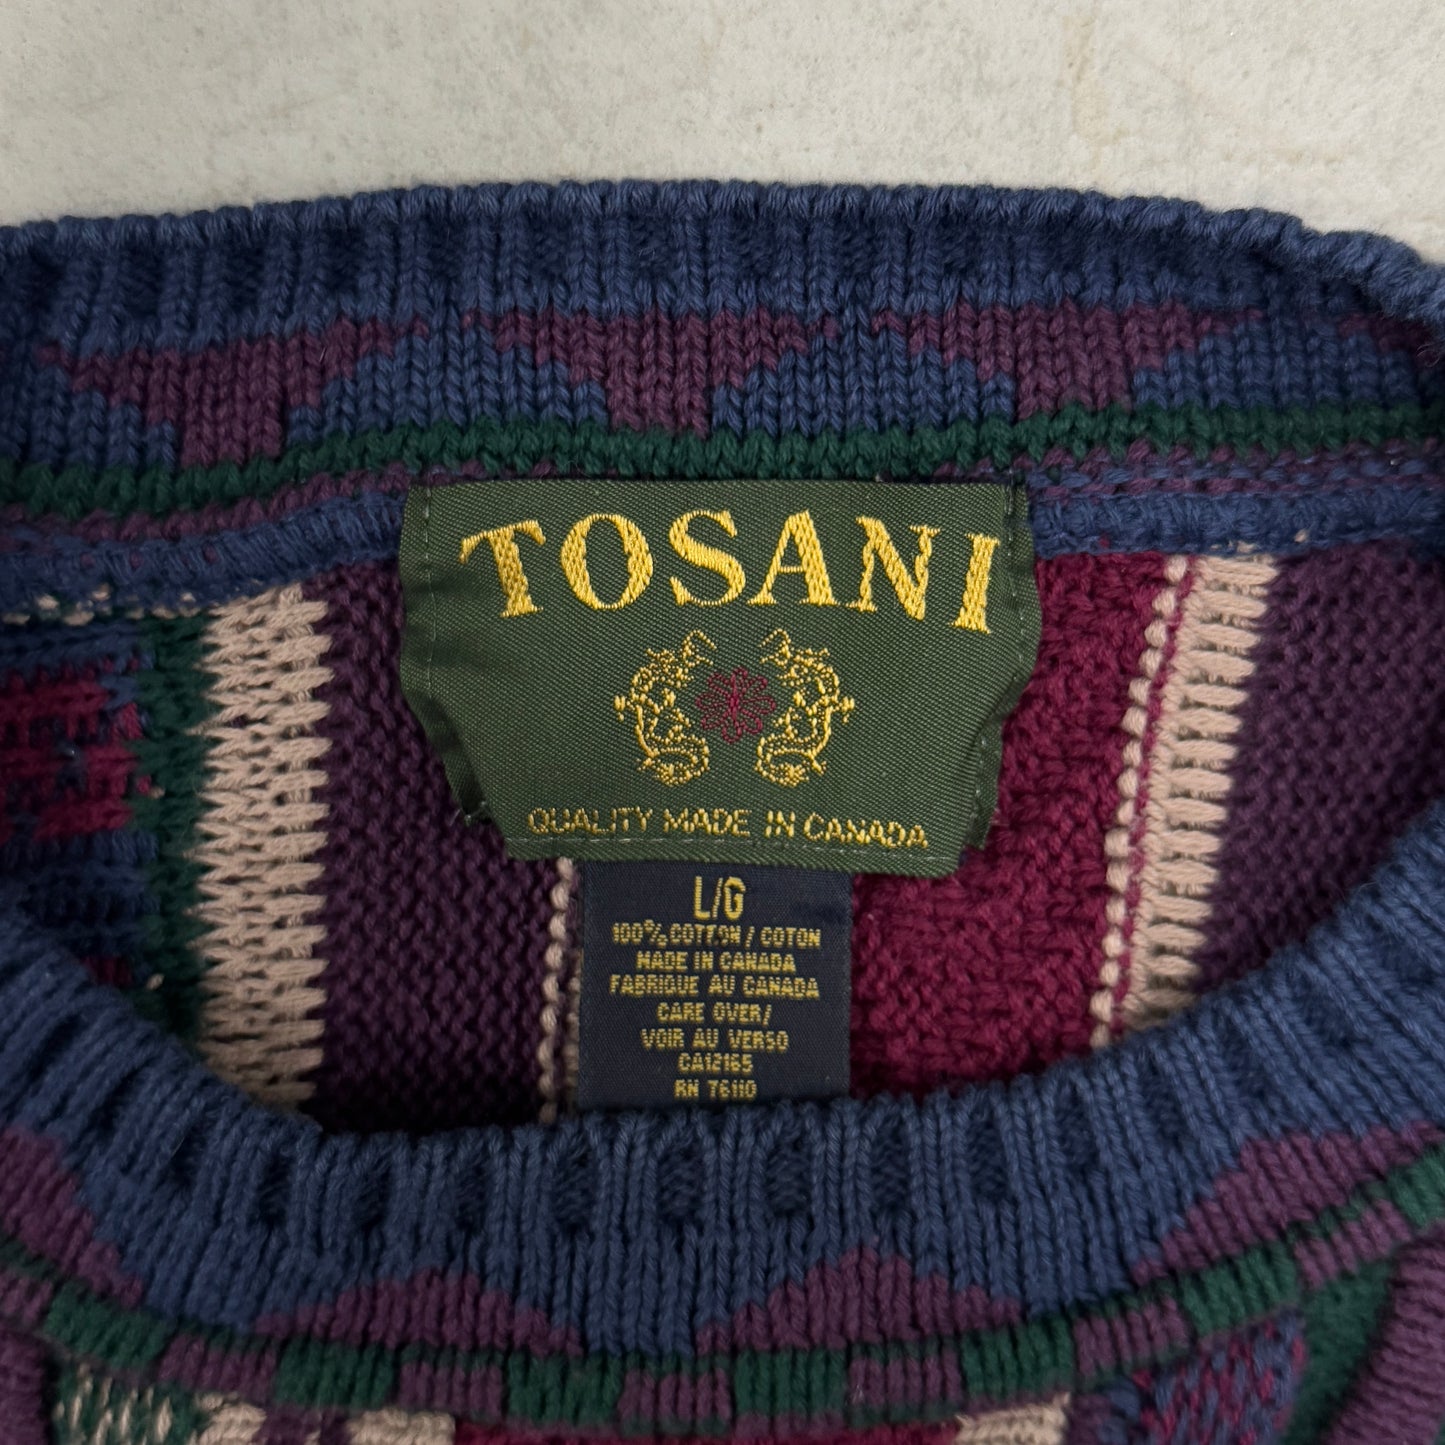 TOSANI
QUALITY MADE IN CANADA
L/G
100% COTTON / COTON
MADE IN CANADA
FABRIQUE AU CANADA
CARE OVER/
VOIR AU VERSO
CA12165
RN 76110